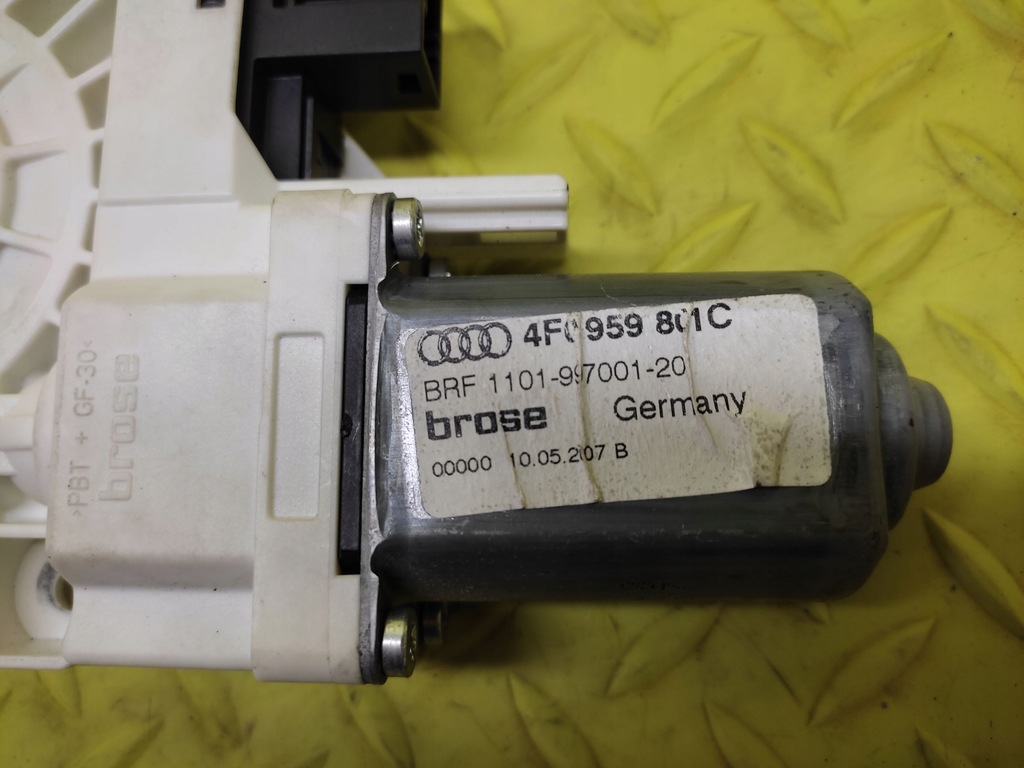 4F0 959 801C
BRF 1101-997001-20
brose Germany
00000 10.05.207 B
>PBT + GF-30<
brose